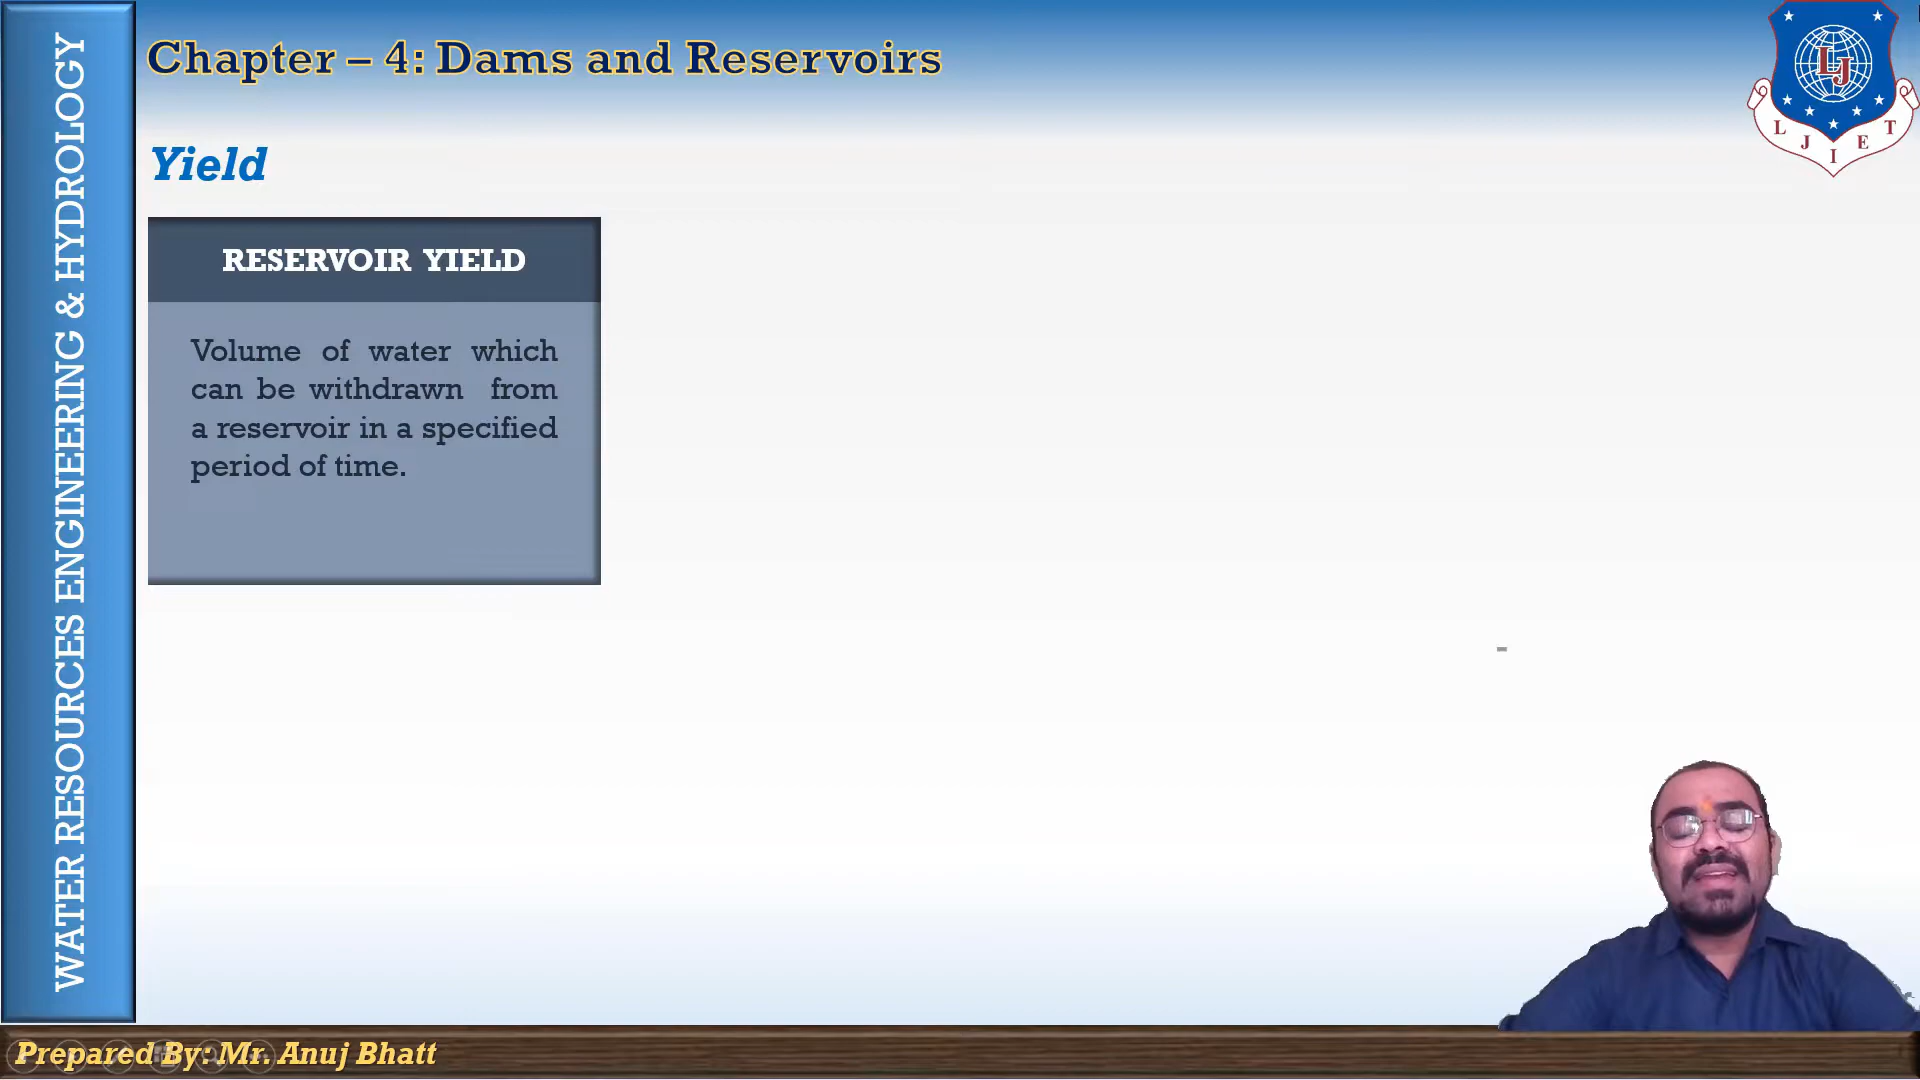 WATER RESOURCES ENGINEERING & HYDROLOGY
Chapter – 4: Dams and Reservoirs
LJ
L J I E T
Yield
RESERVOIR YIELD
Volume of water which
can be withdrawn from
a reservoir in a specified
period of time.
Prepared By: Mr. Anuj Bhatt